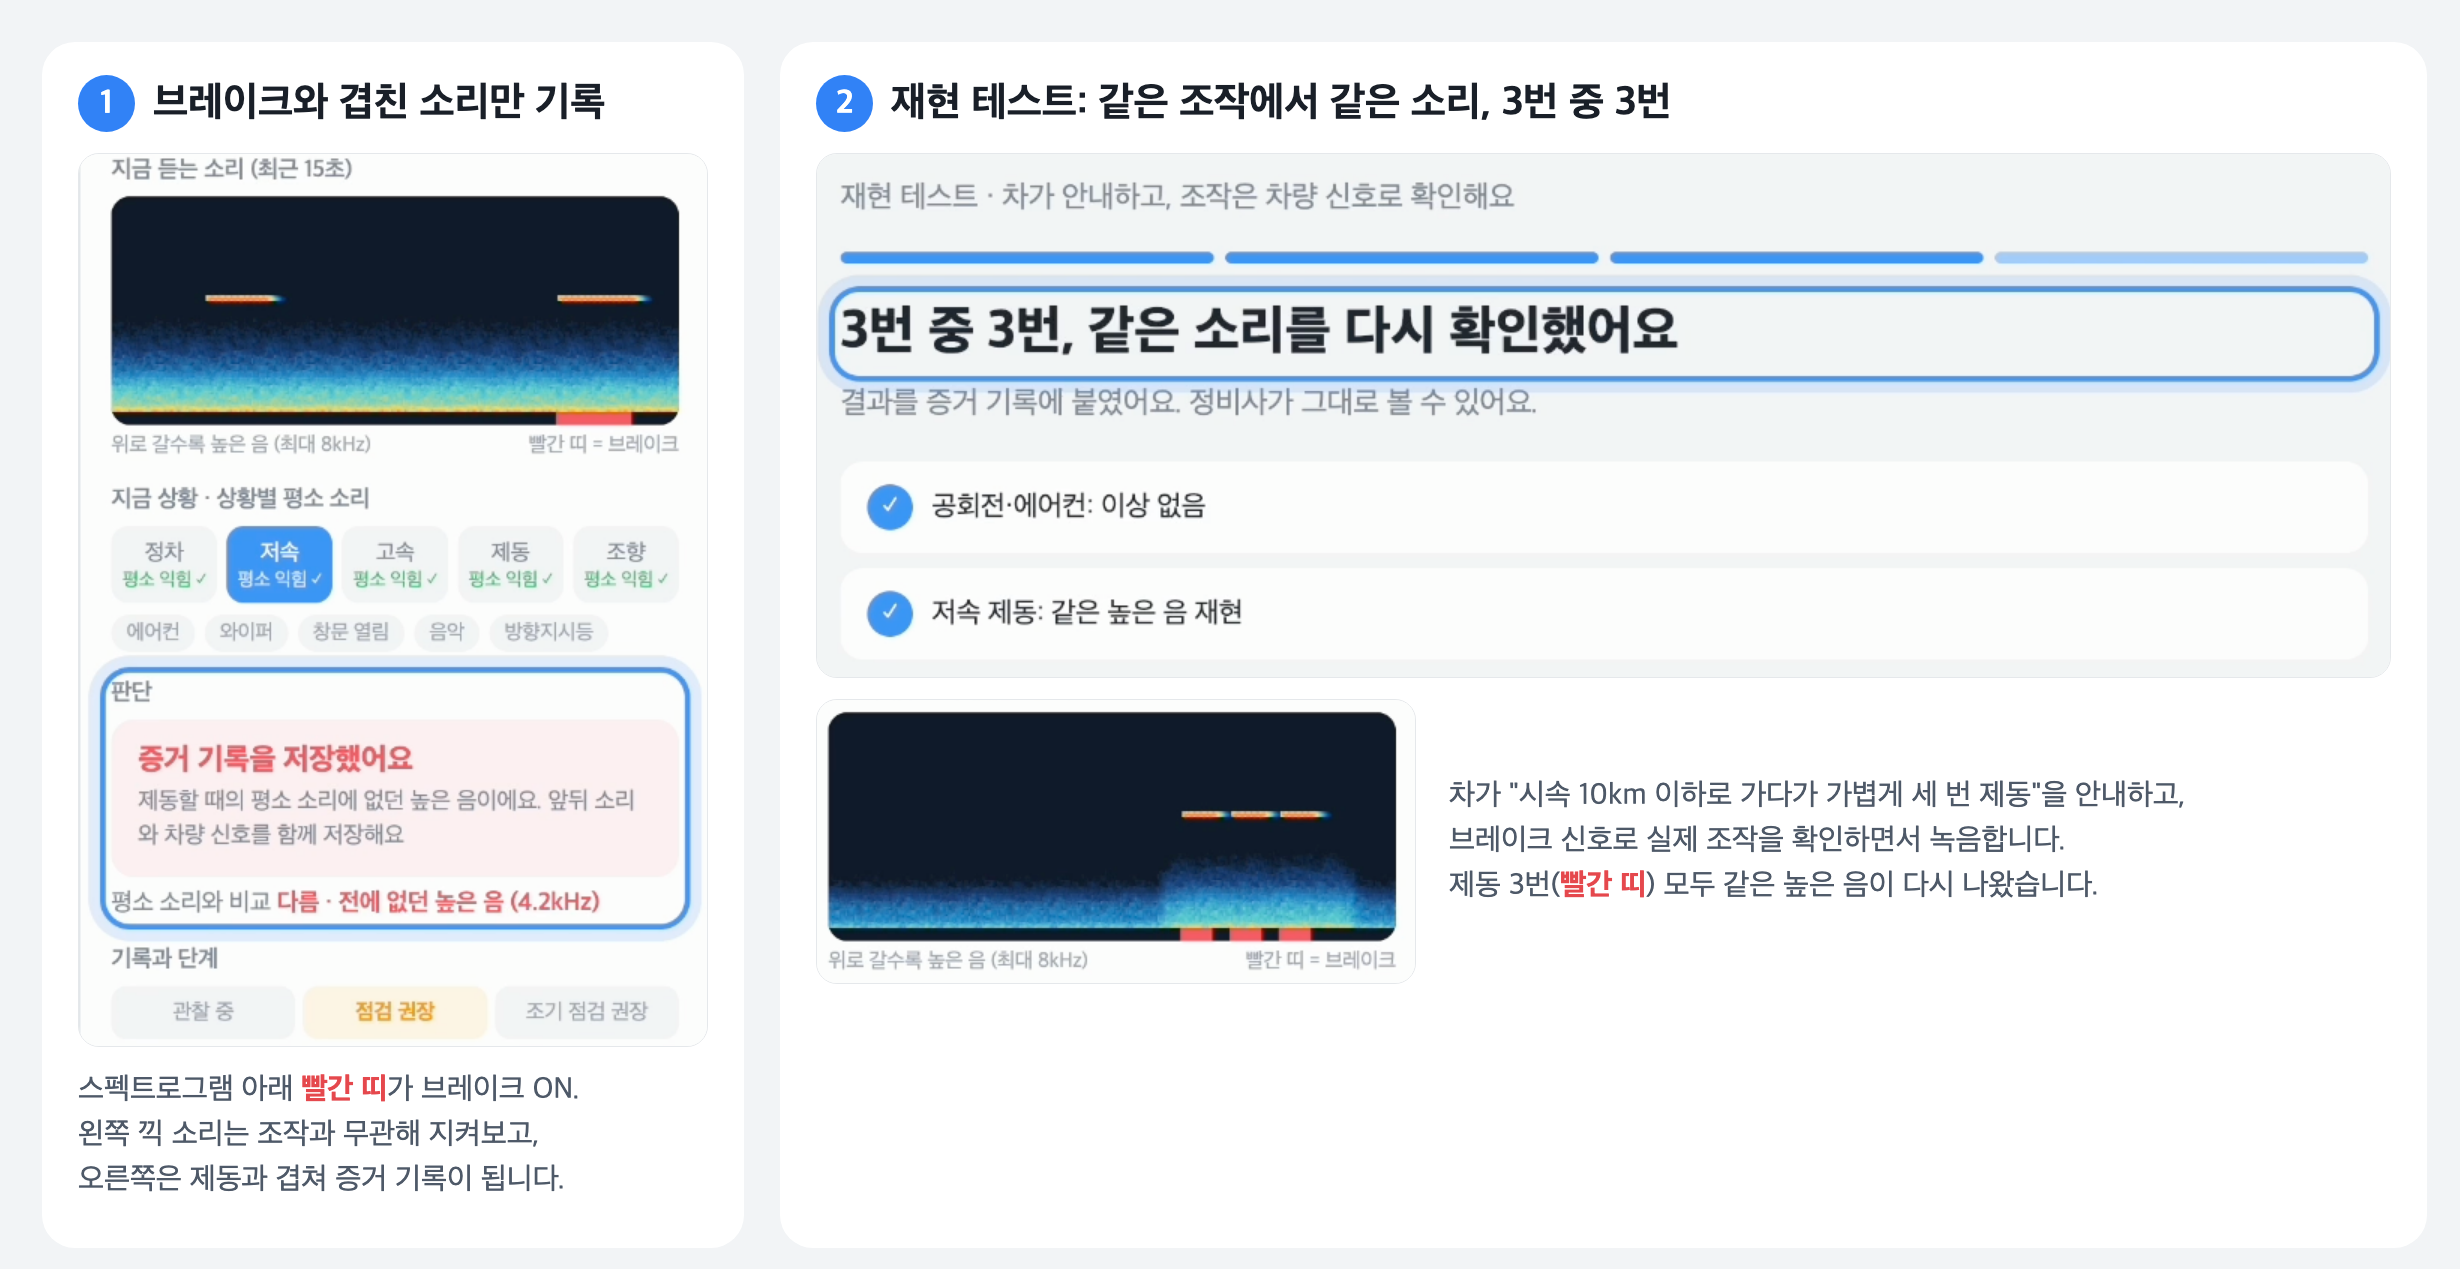 1 브레이크와 겹친 소리만 기록
지금 듣는 소리 (최근 15초)
위로 갈수록 높은 음 (최대 8kHz) 빨간 띠 = 브레이크
지금 상황 · 상황별 평소 소리
정차 저속 고속 제동 조향
평소 익힘 ✓ 평소 익힘 ✓ 평소 익힘 ✓ 평소 익힘 ✓ 평소 익힘 ✓
에어컨 와이퍼 창문 열림 음악 방향지시등
판단
증거 기록을 저장했어요
제동할 때의 평소 소리에 없던 높은 음이에요. 앞뒤 소리
와 차량 신호를 함께 저장해요
평소 소리와 비교 다름 · 전에 없던 높은 음 (4.2kHz)
기록과 단계
관찰 중 점검 권장 조기 점검 권장
스펙트로그램 아래 빨간 띠가 브레이크 ON.
왼쪽 끽 소리는 조작과 무관해 지켜보고,
오른쪽은 제동과 겹쳐 증거 기록이 됩니다.
2 재현 테스트: 같은 조작에서 같은 소리, 3번 중 3번
재현 테스트 · 차가 안내하고, 조작은 차량 신호로 확인해요
3번 중 3번, 같은 소리를 다시 확인했어요
결과를 증거 기록에 붙였어요. 정비사가 그대로 볼 수 있어요.
✓ 공회전·에어컨: 이상 없음
✓ 저속 제동: 같은 높은 음 재현
위로 갈수록 높은 음 (최대 8kHz) 빨간 띠 = 브레이크
차가 "시속 10km 이하로 가다가 가볍게 세 번 제동"을 안내하고,
브레이크 신호로 실제 조작을 확인하면서 녹음합니다.
제동 3번(빨간 띠) 모두 같은 높은 음이 다시 나왔습니다.